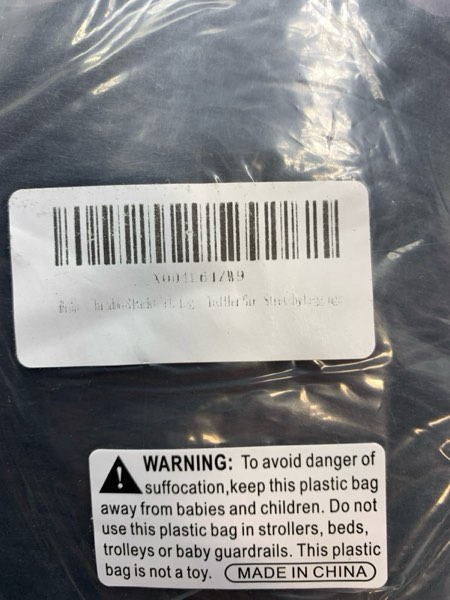 WARNING: To avoid danger of
suffocation,keep this plastic bag
away from babies and children. Do not
use this plastic bag in strollers, beds,
trolleys or baby guardrails. This plastic
bag is not a toy. MADE IN CHINA